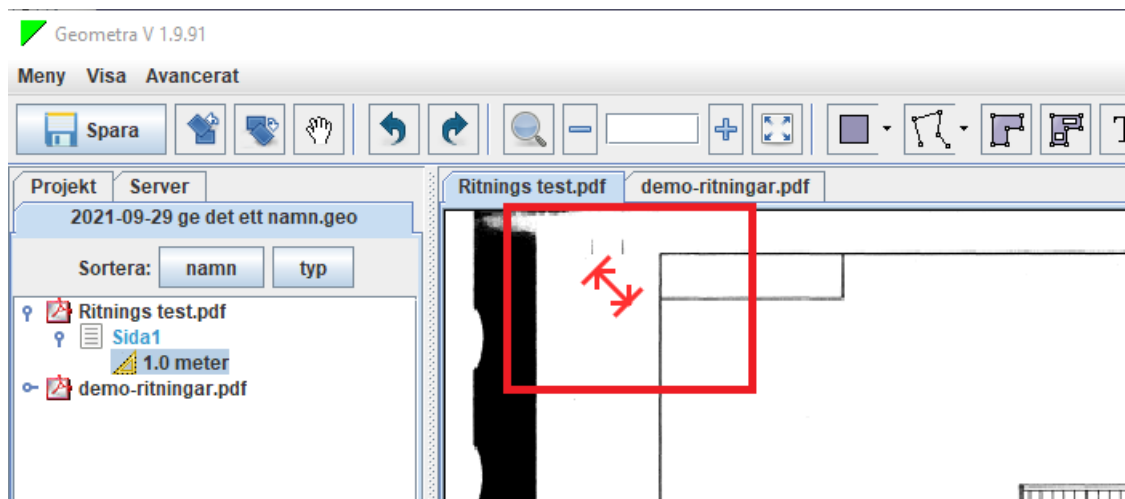 Geometra V 1.9.91
Meny Visa Avancerat
Spara
Projekt Server
2021-09-29 ge det ett namn.geo
Sortera: namn typ
Ritnings test.pdf
Sida1
1.0 meter
demo-ritningar.pdf
Ritnings test.pdf demo-ritningar.pdf